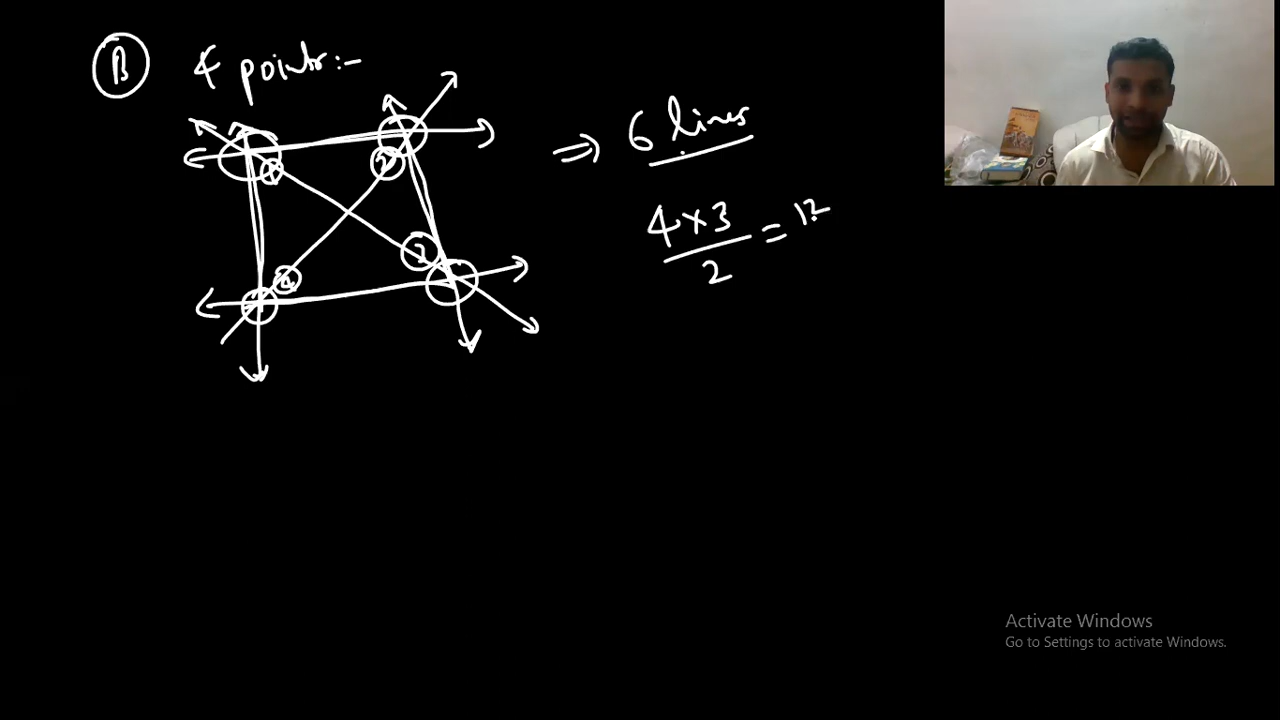 B 4 points:-
⇒ 6 lines
4×3/2 = 12
Activate Windows
Go to Settings to activate Windows.